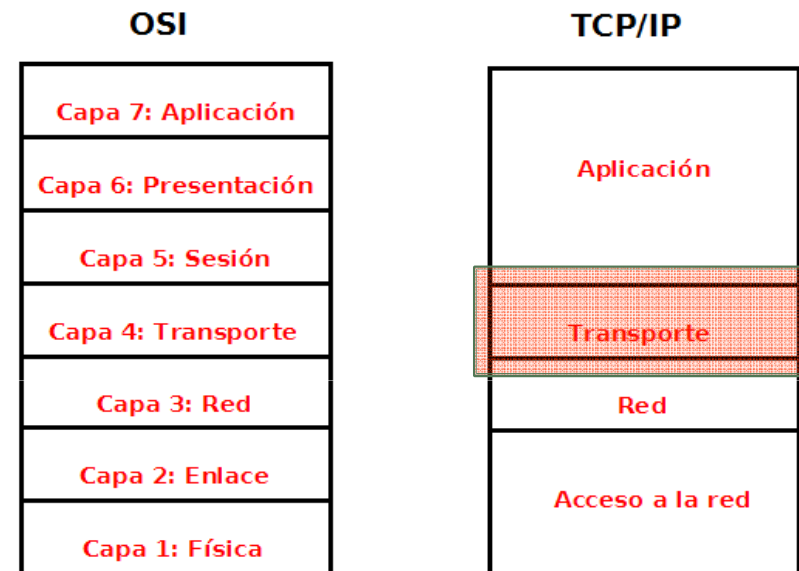 OSI
Capa 7: Aplicación
Capa 6: Presentación
Capa 5: Sesión
Capa 4: Transporte
Capa 3: Red
Capa 2: Enlace
Capa 1: Física
TCP/IP
Aplicación
Transporte
Red
Acceso a la red